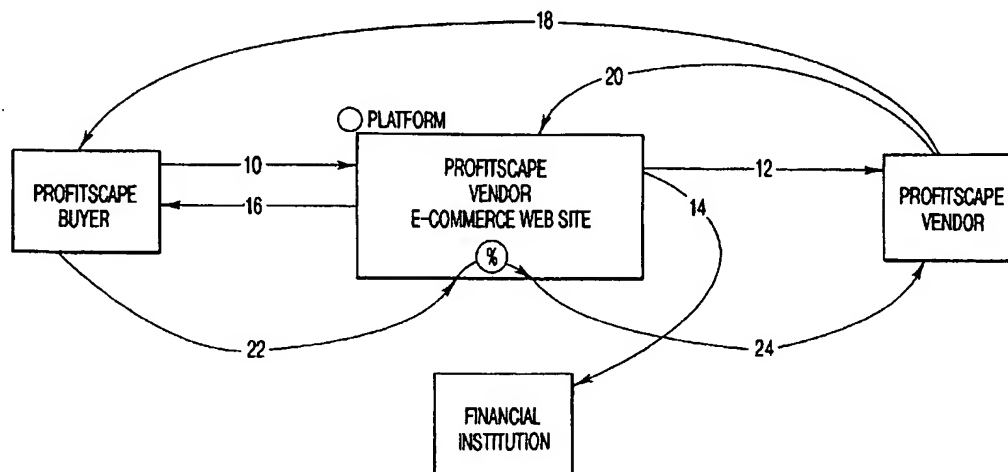 18
20
PLATFORM
PROFITSCAPE
BUYER
10
16
PROFITSCAPE
VENDOR
E-COMMERCE WEB SITE
%
12
14
PROFITSCAPE
VENDOR
22
24
FINANCIAL
INSTITUTION